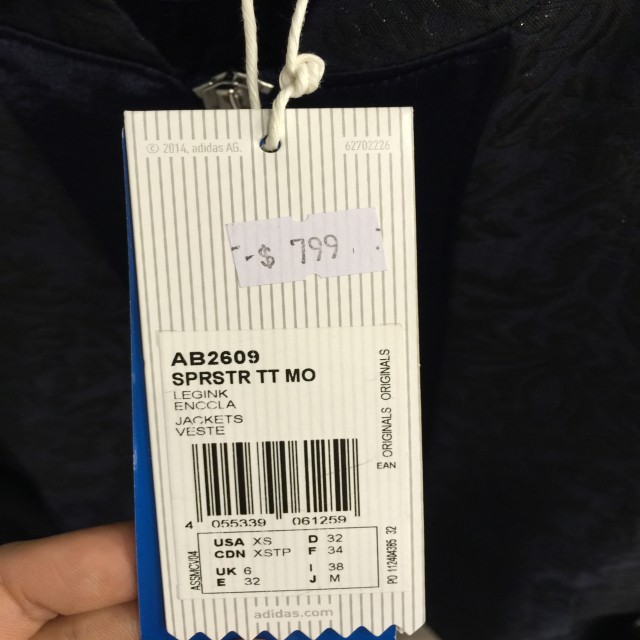 © 2014, adidas AG. 62702226
$ 799
AB2609
SPRSTR TT MO
LEGINK
ENCCLA
JACKETS
VESTE
ORIGINALS ORIGINALS
EAN
4 055339 061259
USA XS D 32
CDN XSTP F 34
UK 6 I 38
E 32 J M
adidas.com